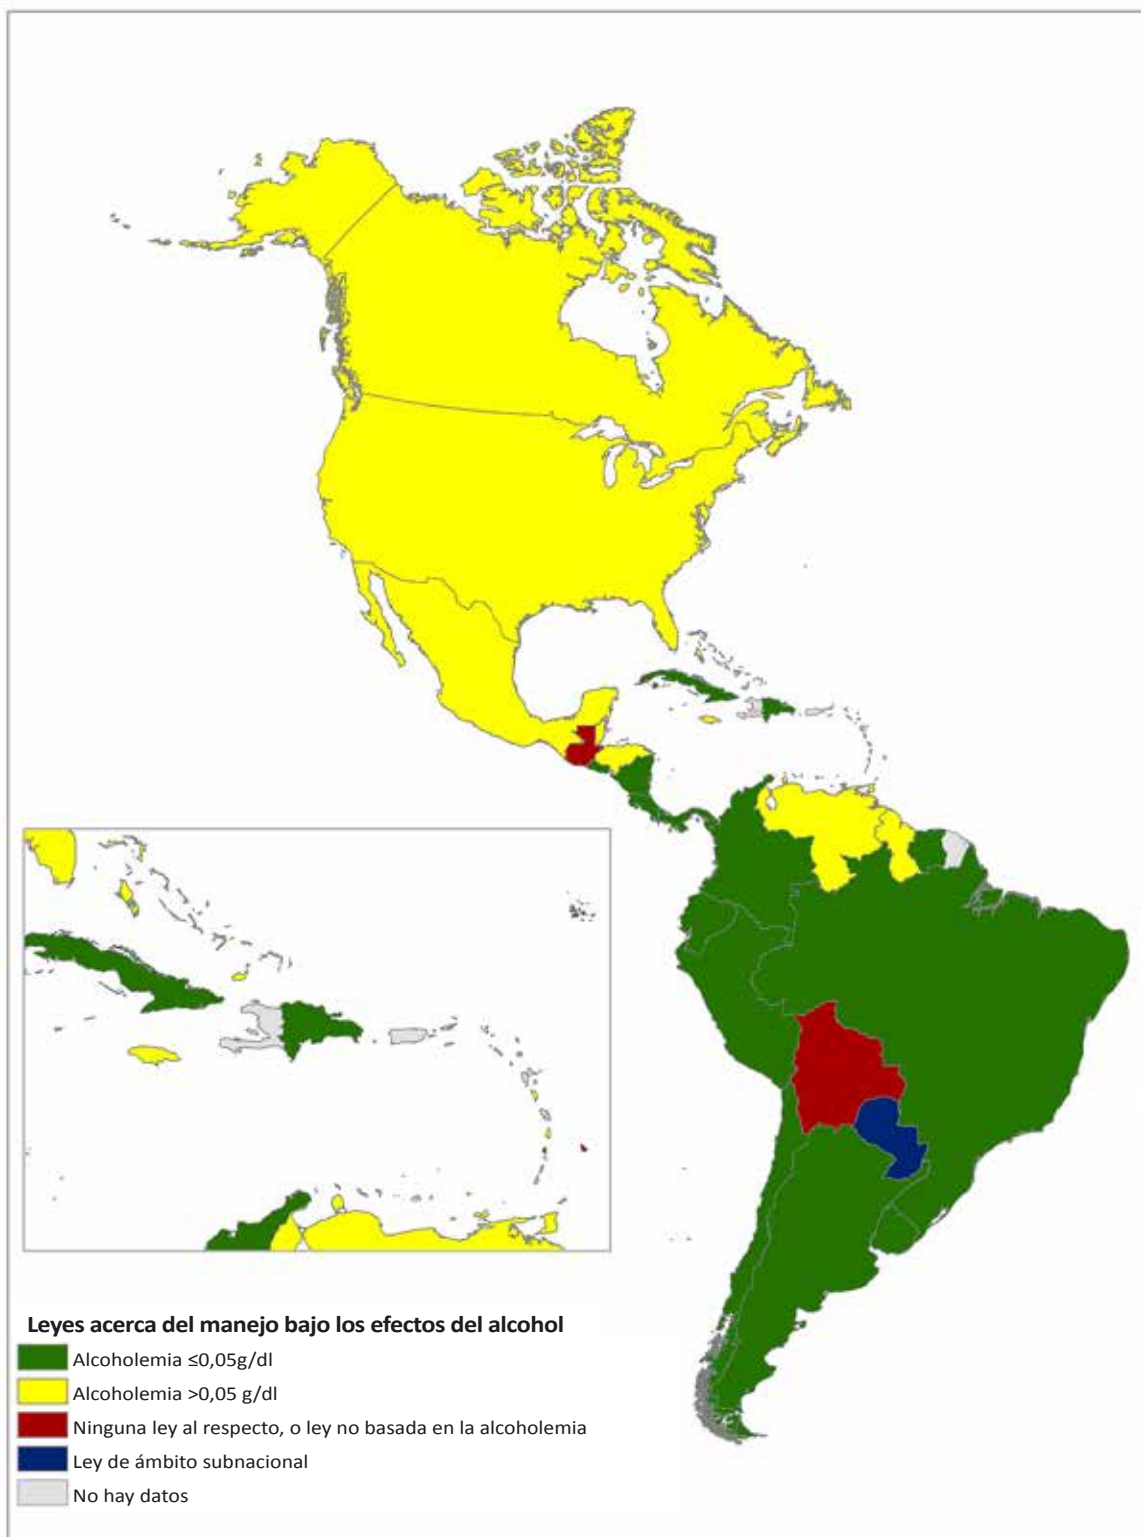 Leyes acerca del manejo bajo los efectos del alcohol
Alcoholemia ≤0,05g/dl
Alcoholemia >0,05 g/dl
Ninguna ley al respecto, o ley no basada en la alcoholemia
Ley de ámbito subnacional
No hay datos